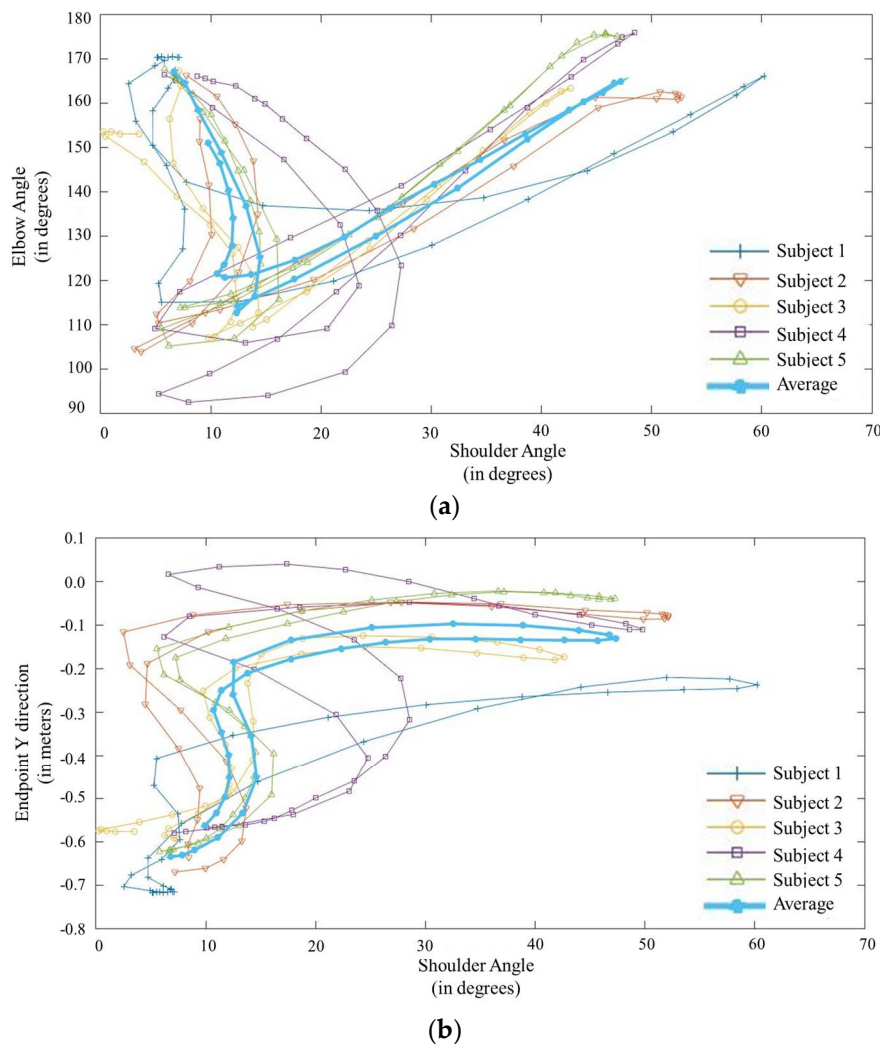 180
170
160
150
140
130
120
110
100
90
Elbow Angle
(in degrees)
Subject 1
Subject 2
Subject 3
Subject 4
Subject 5
Average
0
10
20
30
40
50
60
70
Shoulder Angle
(in degrees)
(a)
0.1
0.0
-0.1
-0.2
-0.3
-0.4
-0.5
-0.6
-0.7
-0.8
Endpoint Y direction
(in meters)
Subject 1
Subject 2
Subject 3
Subject 4
Subject 5
Average
0
10
20
30
40
50
60
70
Shoulder Angle
(in degrees)
(b)